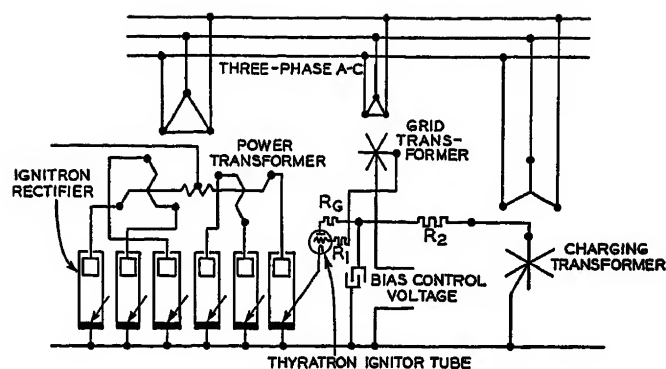 THREE-PHASE A-C
GRID
TRANS-
FORMER
POWER
TRANSFORMER
IGNITRON
RECTIFIER
RG
R1
R2
CHARGING
TRANSFORMER
BIAS CONTROL
VOLTAGE
THYRATRON IGNITOR TUBE